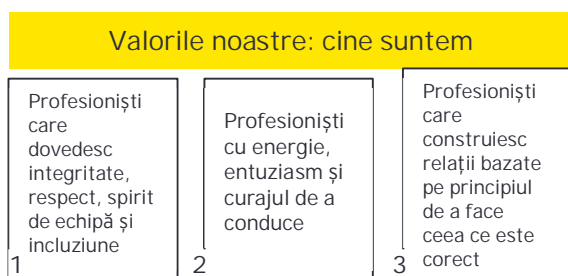 Valorile noastre: cine suntem
Profesioniști
care
dovedesc
integritate,
respect, spirit
de echipă și
incluziune
1
Profesioniști
cu energie,
entuziasm și
curajul de a
conduce
2
Profesioniști
care
construiesc
relații bazate
pe principiul
de a face
ceea ce este
corect
3